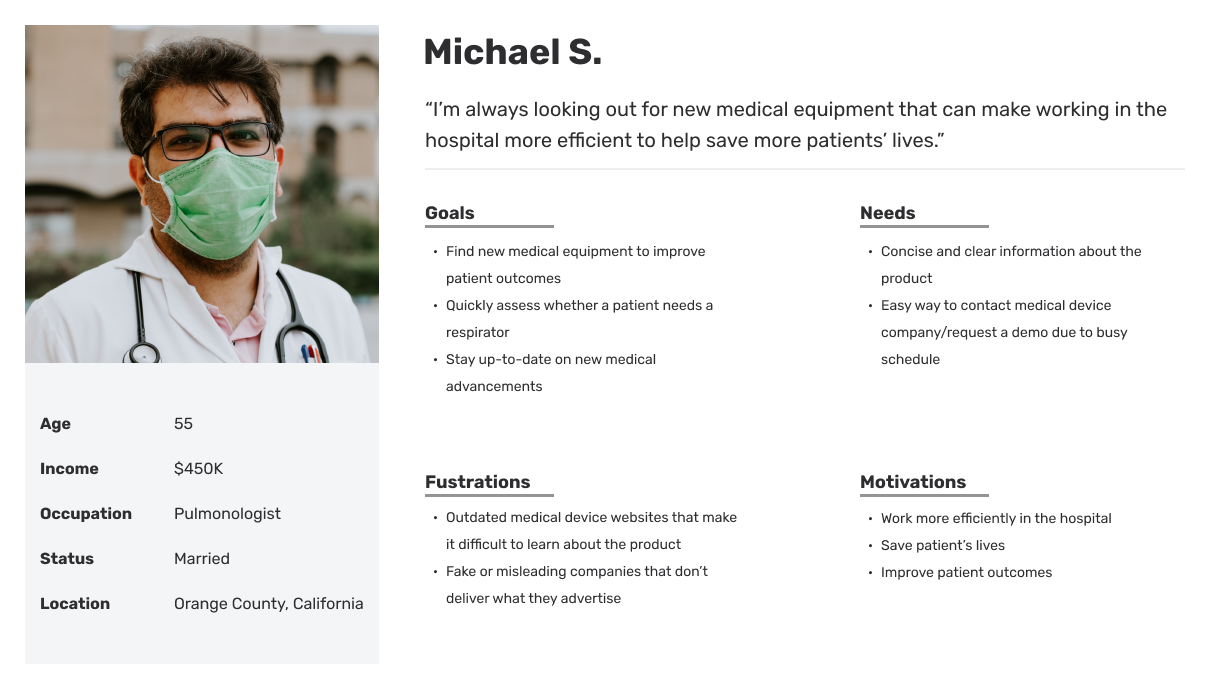 Michael S.
“I’m always looking out for new medical equipment that can make working in the
hospital more efficient to help save more patients’ lives.”
Goals
• Find new medical equipment to improve
patient outcomes
• Quickly assess whether a patient needs a
respirator
• Stay up-to-date on new medical
advancements
Needs
• Concise and clear information about the
product
• Easy way to contact medical device
company/request a demo due to busy
schedule
Age 55
Income $450K
Occupation Pulmonologist
Status Married
Location Orange County, California
Fustrations
• Outdated medical device websites that make
it difficult to learn about the product
• Fake or misleading companies that don’t
deliver what they advertise
Motivations
• Work more efficiently in the hospital
• Save patient’s lives
• Improve patient outcomes